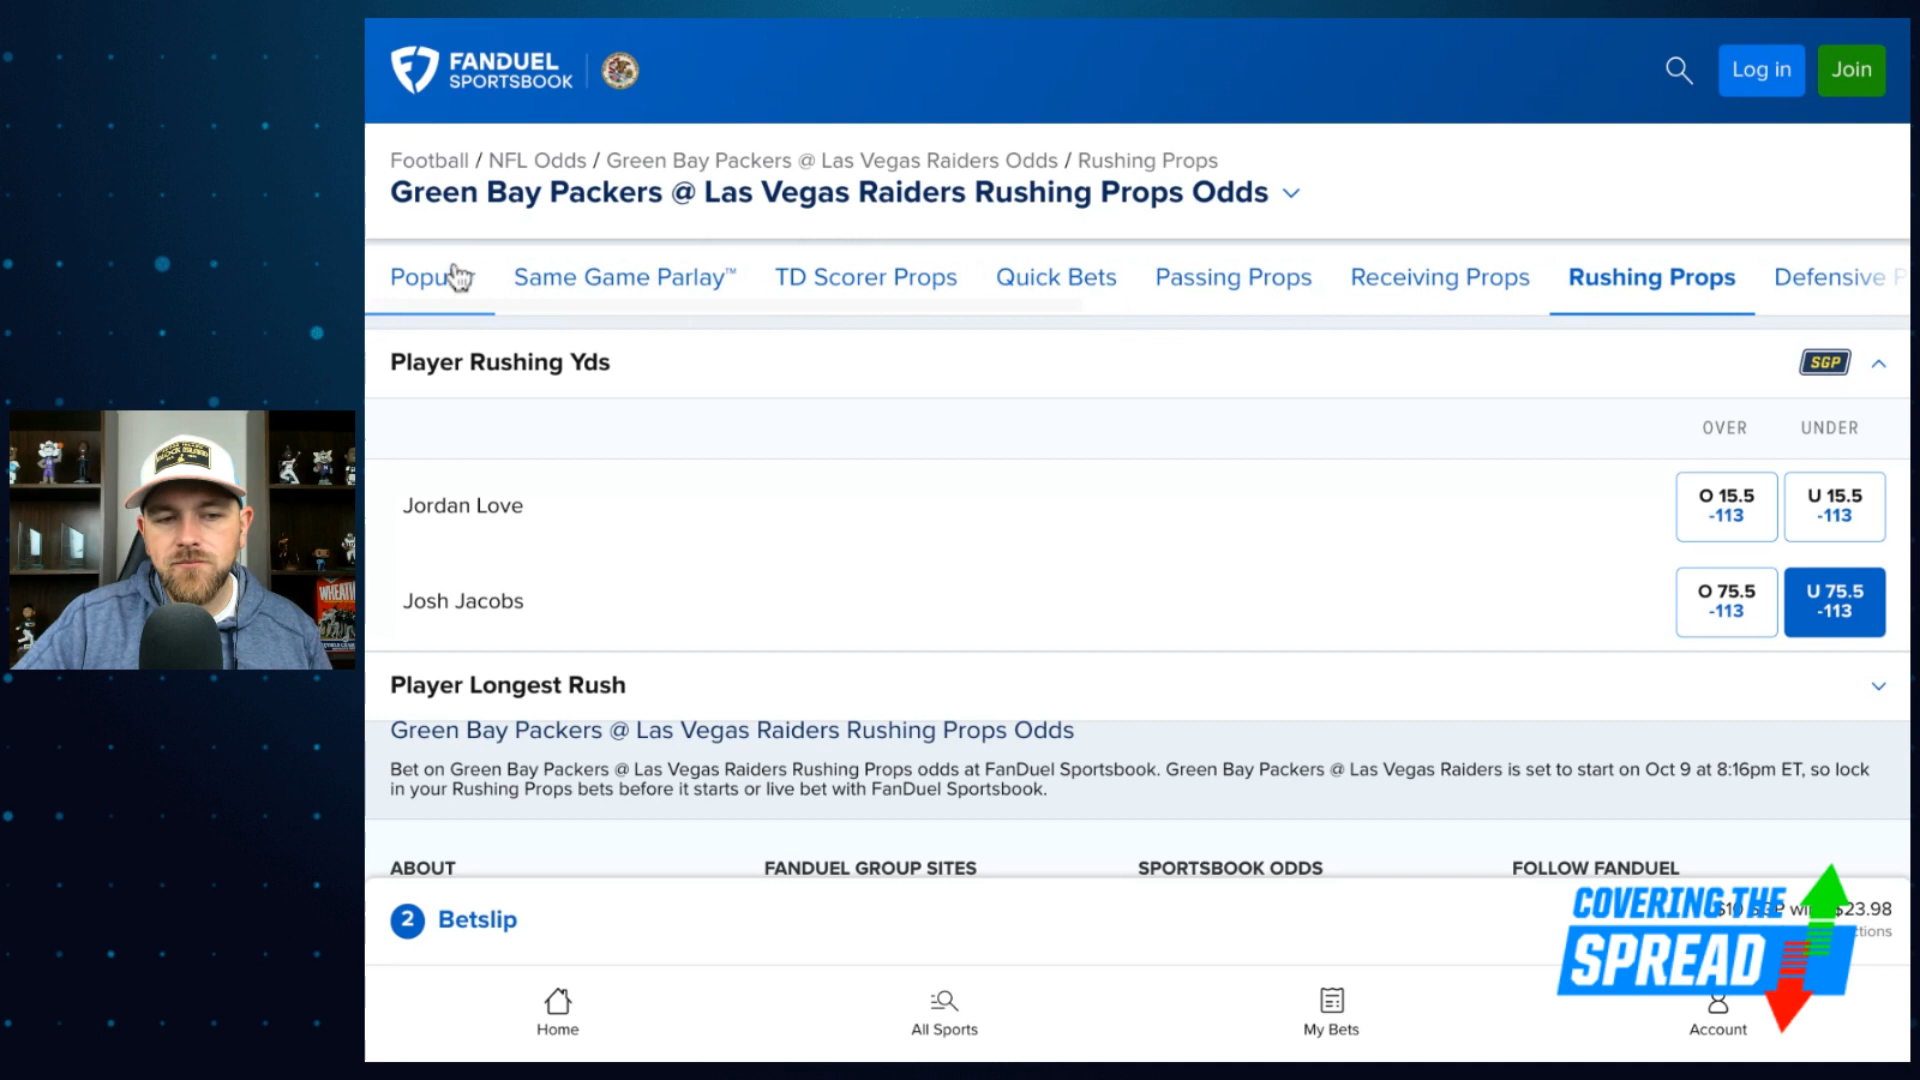 FANDUEL
SPORTSBOOK
Log in
Join
Football / NFL Odds / Green Bay Packers @ Las Vegas Raiders Odds / Rushing Props
Green Bay Packers @ Las Vegas Raiders Rushing Props Odds
Popu
Same Game Parlay™
TD Scorer Props
Quick Bets
Passing Props
Receiving Props
Rushing Props
Defensive P
Player Rushing Yds
SGP
OVER
UNDER
Jordan Love
O 15.5
-113
U 15.5
-113
Josh Jacobs
O 75.5
-113
U 75.5
-113
Player Longest Rush
Green Bay Packers @ Las Vegas Raiders Rushing Props Odds
Bet on Green Bay Packers @ Las Vegas Raiders Rushing Props odds at FanDuel Sportsbook. Green Bay Packers @ Las Vegas Raiders is set to start on Oct 9 at 8:16pm ET, so lock
in your Rushing Props bets before it starts or live bet with FanDuel Sportsbook.
ABOUT
FANDUEL GROUP SITES
SPORTSBOOK ODDS
FOLLOW FANDUEL
2
Betslip
$23.98
COVERING THE
SPREAD
Home
All Sports
My Bets
Account